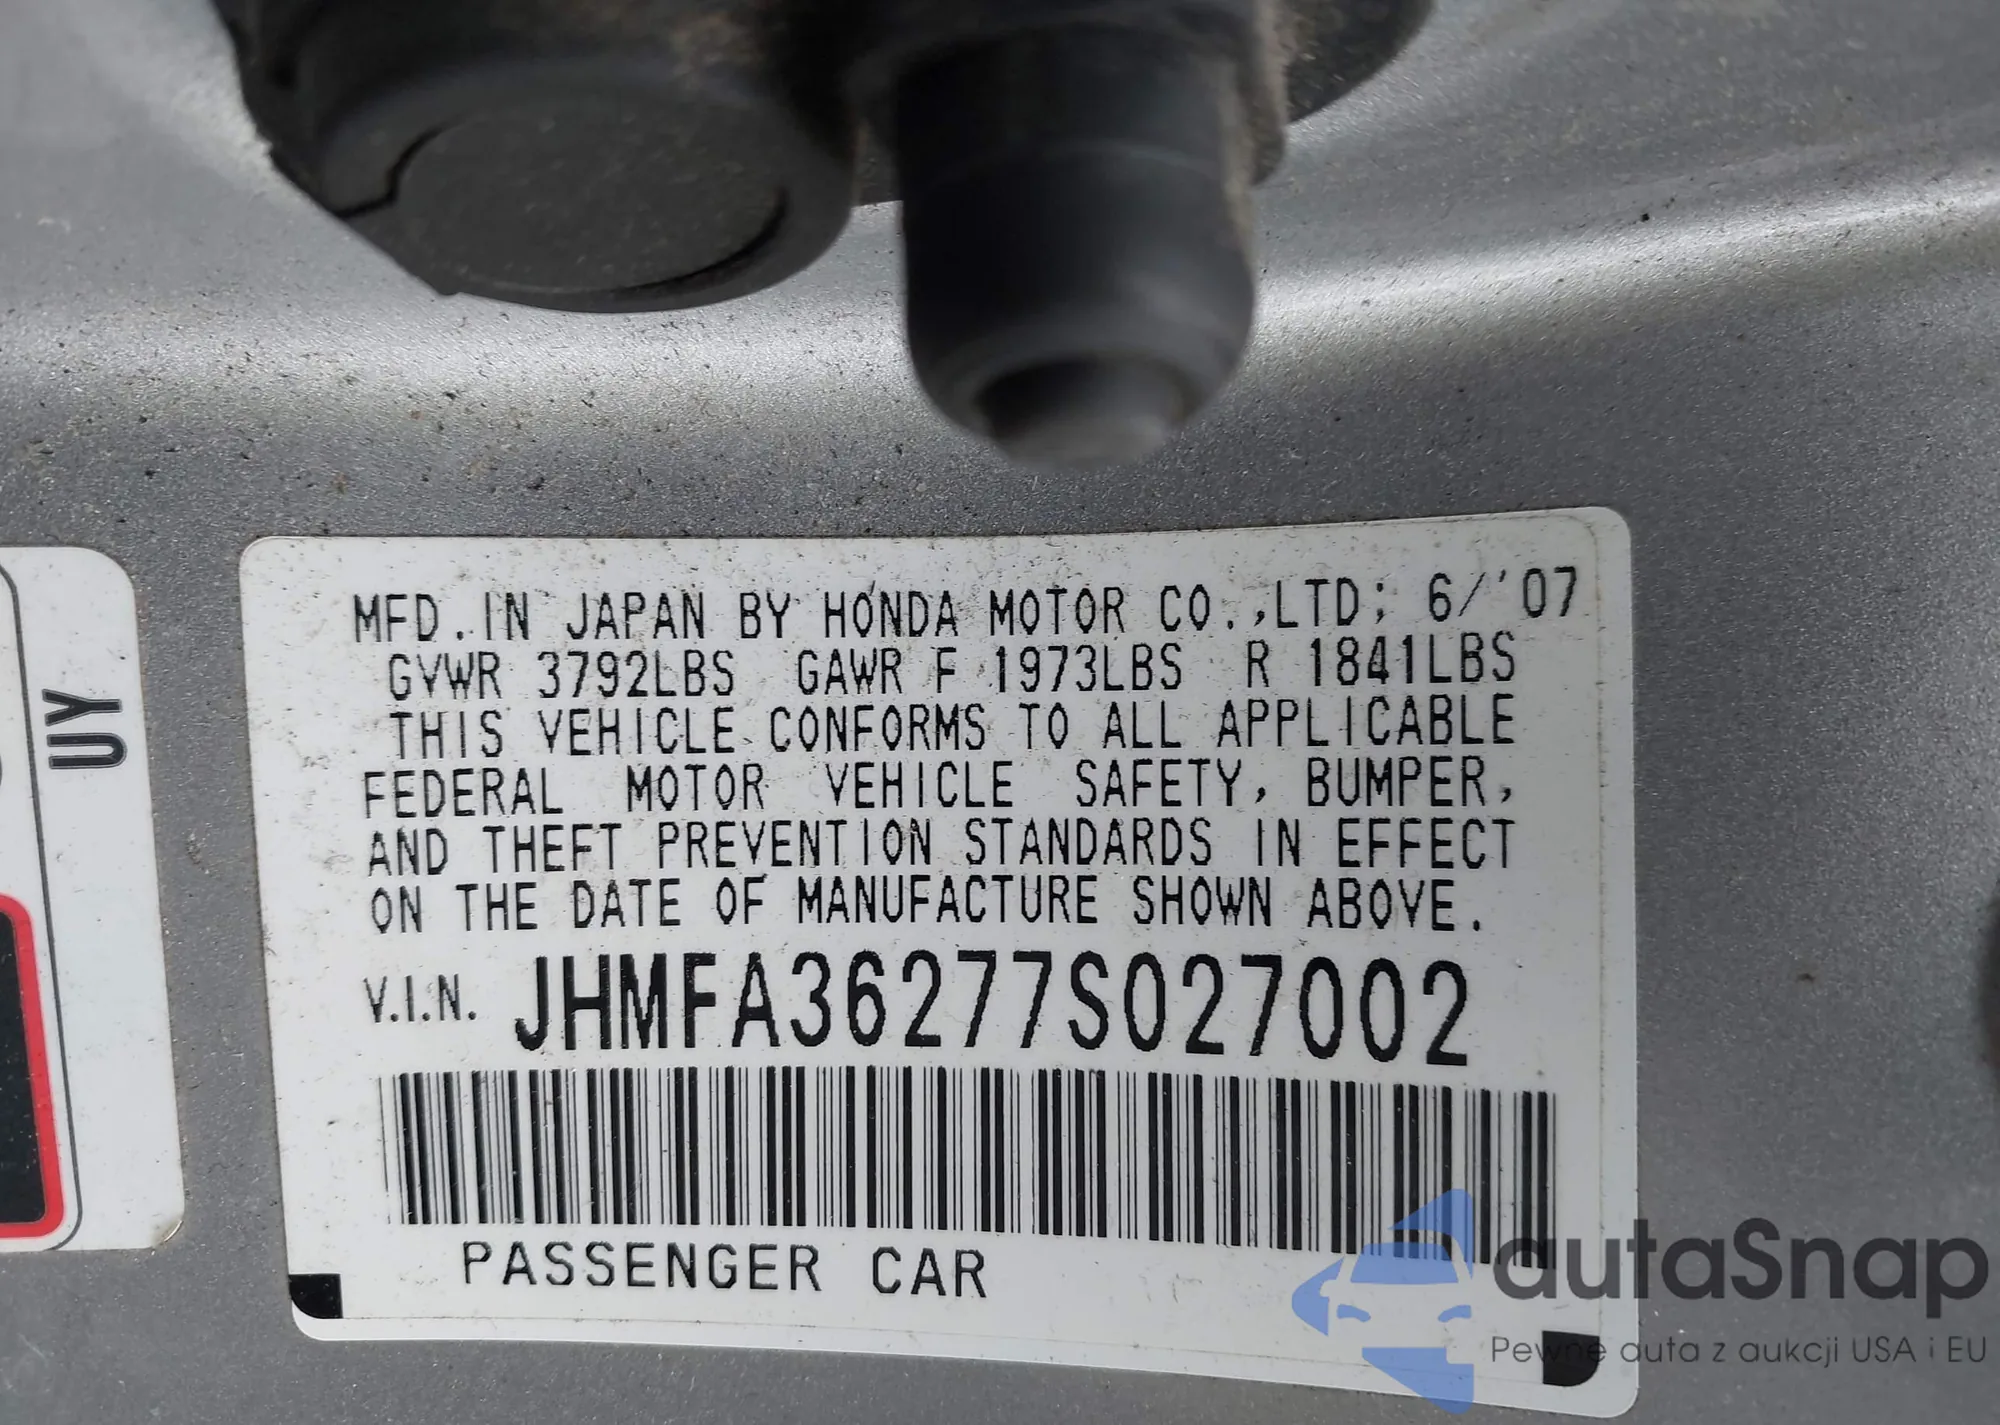 MFD. IN JAPAN BY HONDA MOTOR CO.,LTD; 6/'07
GVWR 3792LBS GAWR F 1973LBS R 1841LBS
THIS VEHICLE CONFORMS TO ALL APPLICABLE
FEDERAL MOTOR VEHICLE SAFETY, BUMPER,
AND THEFT PREVENTION STANDARDS IN EFFECT
ON THE DATE OF MANUFACTURE SHOWN ABOVE.
V.I.N. JHMFA36277S027002
PASSENGER CAR
UY
autaSnap
Pewne auta z aukcji USA i EU